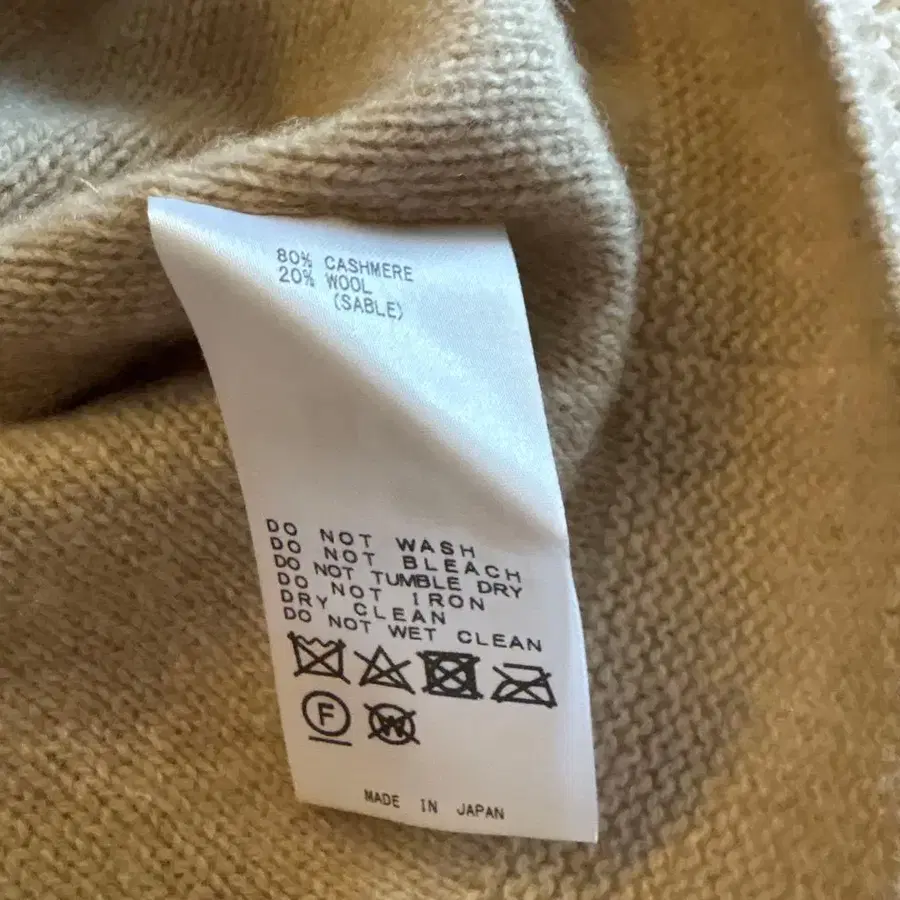 80% CASHMERE
20% WOOL
(SABLE)
DO NOT WASH
DO NOT BLEACH
DO NOT TUMBLE DRY
DO NOT IRON
DRY CLEAN
DO NOT WET CLEAN
F W
MADE IN JAPAN